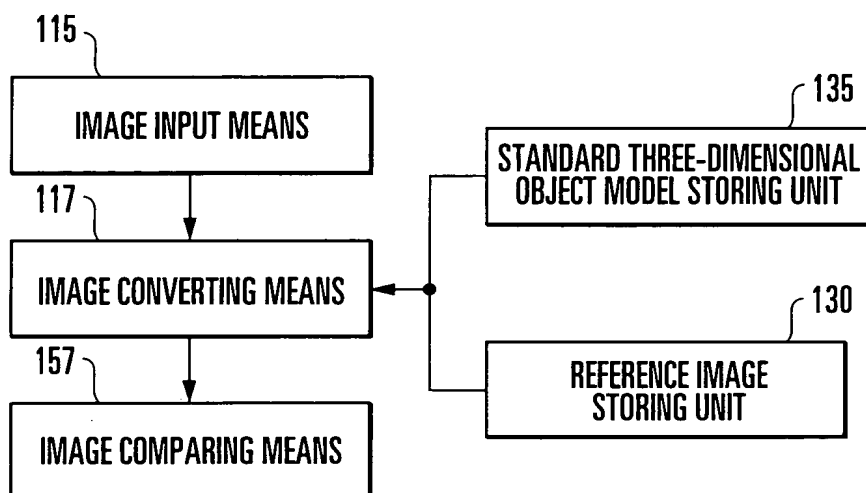 115
IMAGE INPUT MEANS
135
STANDARD THREE-DIMENSIONAL
OBJECT MODEL STORING UNIT
117
IMAGE CONVERTING MEANS
130
REFERENCE IMAGE
STORING UNIT
157
IMAGE COMPARING MEANS